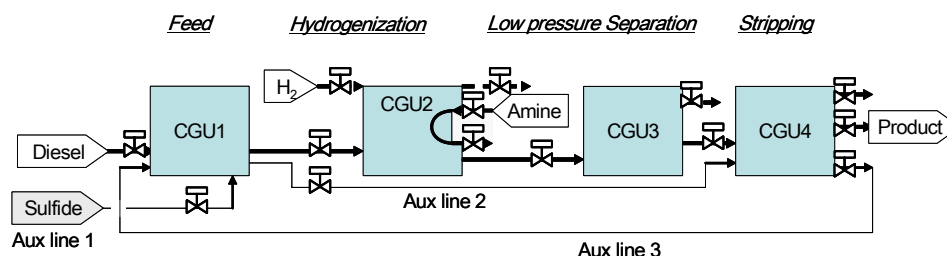 Feed
Hydrogenization
Low pressure Separation
Stripping
H2
CGU1
CGU2
Amine
CGU3
CGU4
Product
Diesel
Sulfide
Aux line 1
Aux line 2
Aux line 3